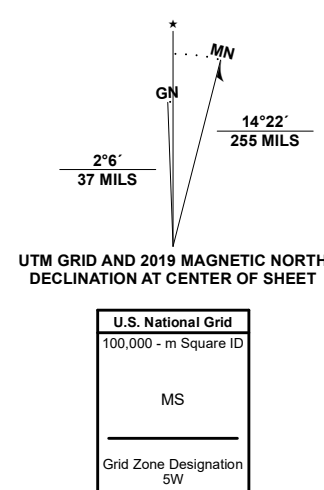 ★
MN
GN
14°22´
255 MILS
2°6´
37 MILS
UTM GRID AND 2019 MAGNETIC NORTH
DECLINATION AT CENTER OF SHEET
U.S. National Grid
100,000 - m Square ID
MS
Grid Zone Designation
5W